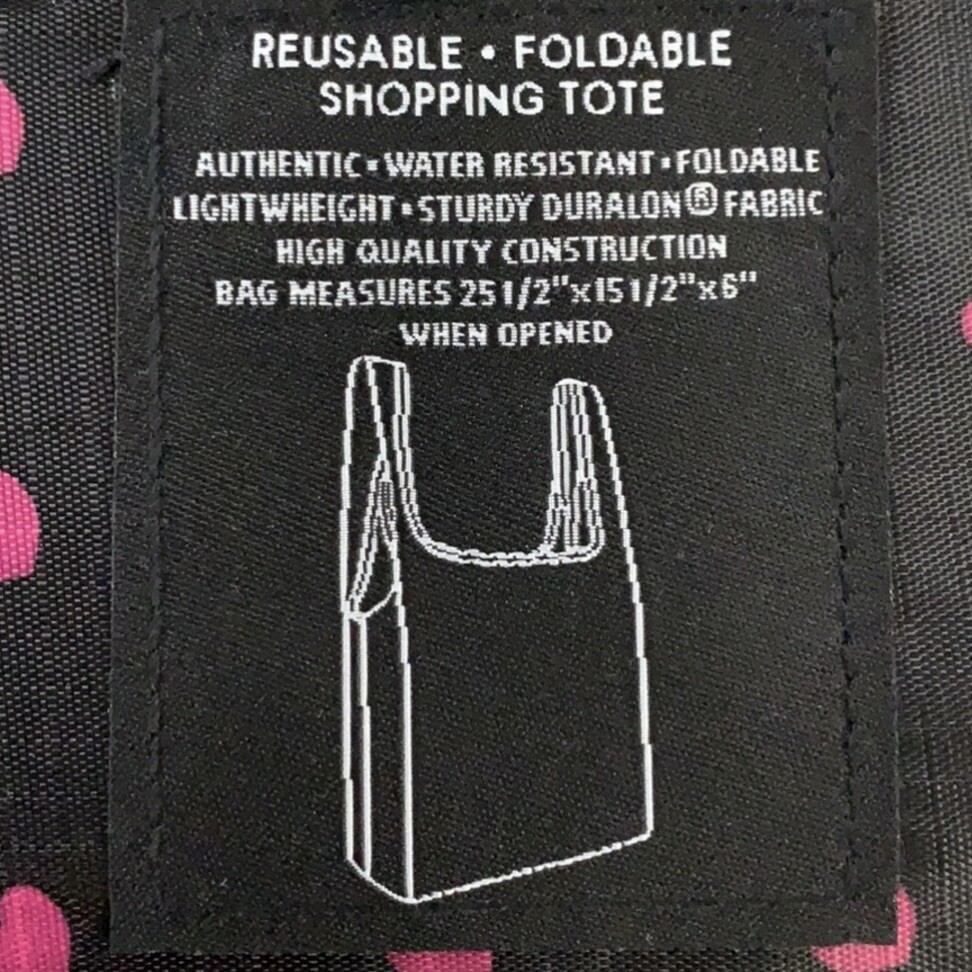 REUSABLE • FOLDABLE
SHOPPING TOTE
AUTHENTIC▪WATER RESISTANT▪FOLDABLE
LIGHTWHEIGHT▪STURDY DURALON® FABRIC
HIGH QUALITY CONSTRUCTION
BAG MEASURES 25 1/2"x15 1/2"x6"
WHEN OPENED